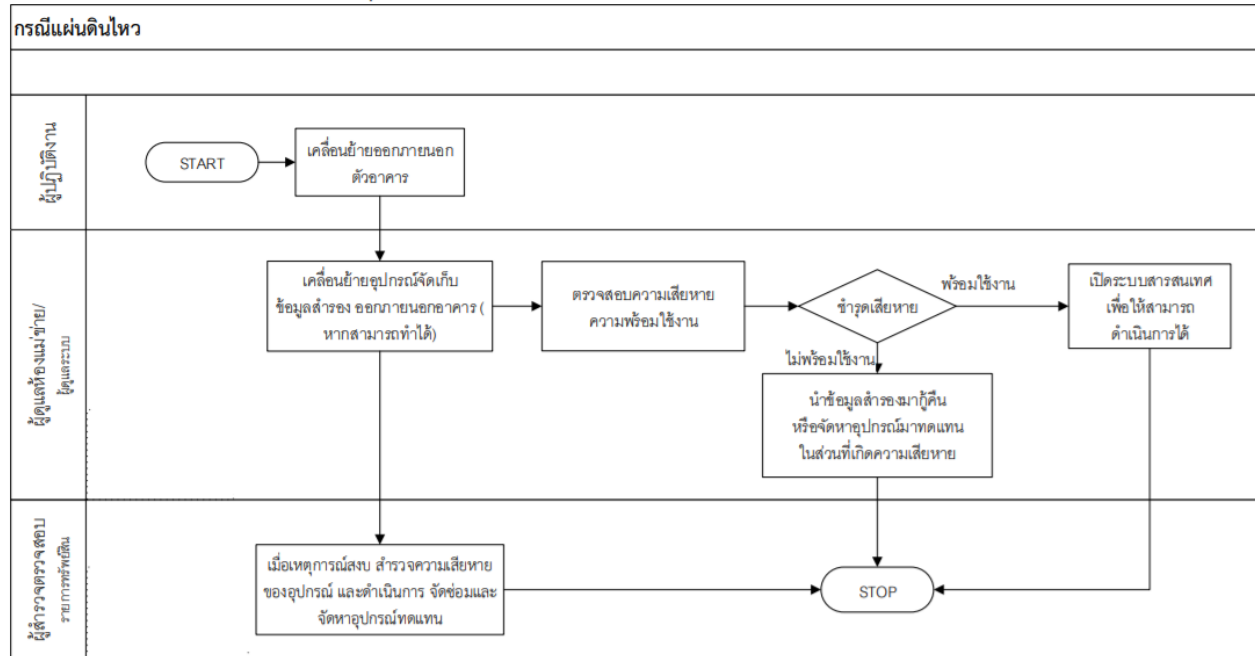 กรณีแผ่นดินไหว
ผู้ปฏิบัติงาน
START
เคลื่อนย้ายออกภายนอก
ตัวอาคาร
ผู้ดูแลห้องแม่ข่าย/
ผู้ดูแลระบบ
เคลื่อนย้ายอุปกรณ์จัดเก็บ
ข้อมูลสำรอง ออกภายนอกอาคาร (
หากสามารถทำได้)
ตรวจสอบความเสียหาย
ความพร้อมใช้งาน
ชำรุดเสียหาย
พร้อมใช้งาน
เปิดระบบสารสนเทศ
เพื่อให้สามารถ
ดำเนินการได้
ไม่พร้อมใช้งาน
นำข้อมูลสำรองมากู้คืน
หรือจัดหาอุปกรณ์มาทดแทน
ในส่วนที่เกิดความเสียหาย
ผู้สำรวจตรวจสอบ
รายการทรัพย์สิน
เมื่อเหตุการณ์สงบ สำรวจความเสียหาย
ของอุปกรณ์ และดำเนินการ จัดซ่อมและ
จัดหาอุปกรณ์ทดแทน
STOP